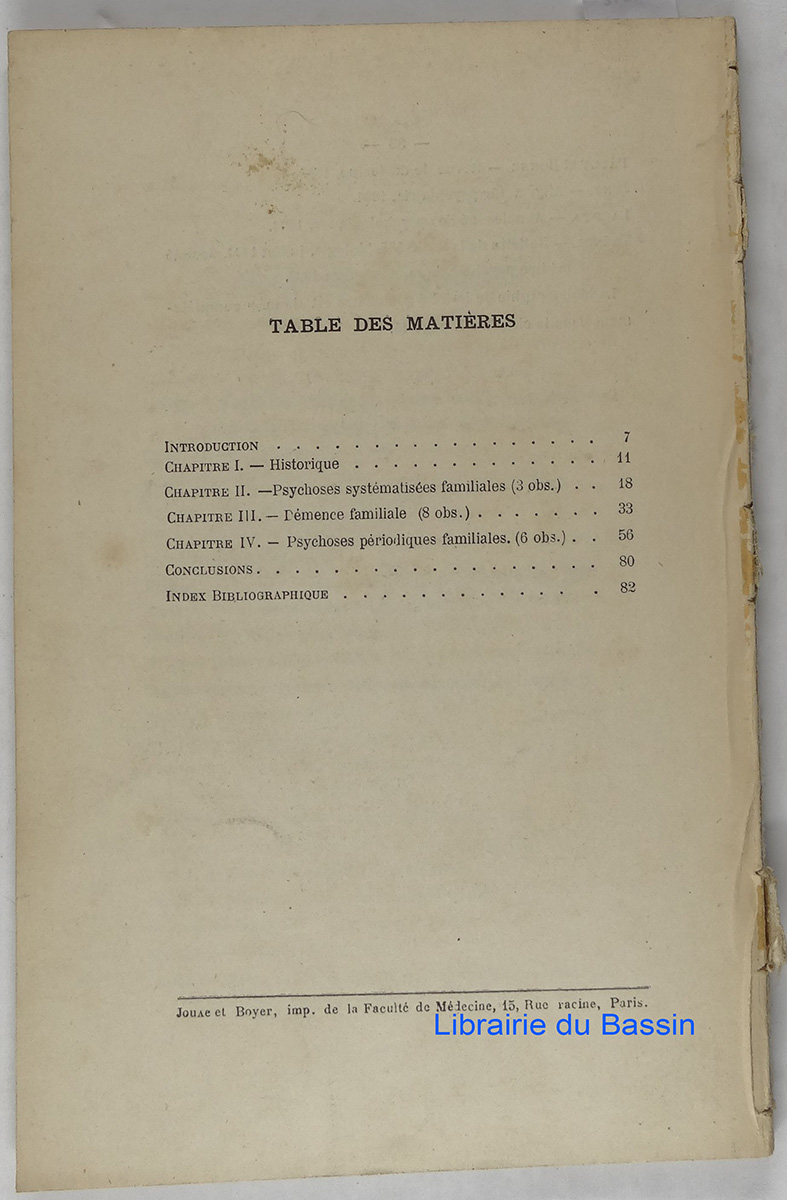 TABLE DES MATIÈRES
INTRODUCTION . . . . . . . . . . . . . . . . . 7
CHAPITRE I. — Historique . . . . . . . . . . . . . 11
CHAPITRE II. —Psychoses systématisées familiales (3 obs.) . . 18
CHAPITRE III. — Démence familiale (8 obs.) . . . . . . . 33
CHAPITRE IV. — Psychoses périodiques familiales. (6 obs.) . . 56
CONCLUSIONS . . . . . . . . . . . . . . . . . . 80
INDEX BIBLIOGRAPHIQUE . . . . . . . . . . . . . 82
Jouve et Boyer, imp. de la Faculté de Médecine, 15, Rue racine, Paris.
Librairie du Bassin